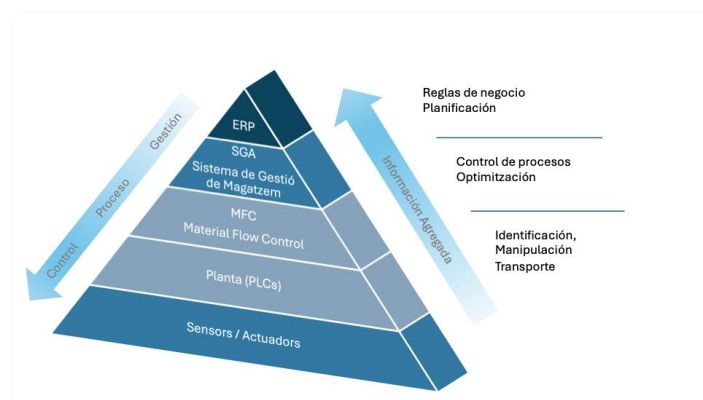 ERP
SGA
Sistema de Gestió
de Magatzem
MFC
Material Flow Control
Planta (PLCs)
Sensors / Actuadors
Gestión
Proceso
Control
Información Agregada
Reglas de negocio
Planificación
Control de procesos
Optimitzación
Identificación,
Manipulación
Transporte